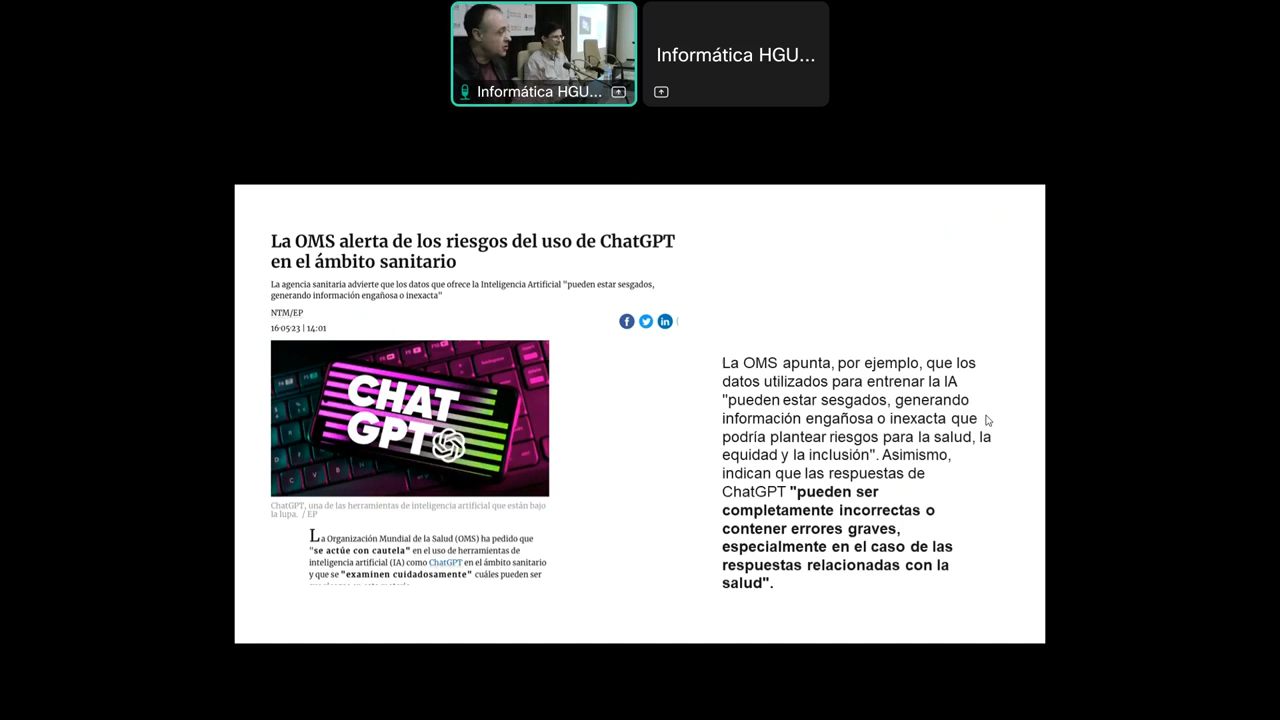 Informática HGU...
Informática HGU...
La OMS alerta de los riesgos del uso de ChatGPT
en el ámbito sanitario
La agencia sanitaria advierte que los datos que ofrece la Inteligencia Artificial "pueden estar sesgados,
generando información engañosa o inexacta"
NTM/EP
16·05·23 | 14:01
CHAT
GPT
ChatGPT, una de las herramientas de inteligencia artificial que están bajo
la lupa. / EP
La Organización Mundial de la Salud (OMS) ha pedido que
"se actúe con cautela" en el uso de herramientas de
inteligencia artificial (IA) como ChatGPT en el ámbito sanitario
y que se "examinen cuidadosamente" cuáles pueden ser
La OMS apunta, por ejemplo, que los
datos utilizados para entrenar la IA
"pueden estar sesgados, generando
información engañosa o inexacta que
podría plantear riesgos para la salud, la
equidad y la inclusión". Asimismo,
indican que las respuestas de
ChatGPT "pueden ser
completamente incorrectas o
contener errores graves,
especialmente en el caso de las
respuestas relacionadas con la
salud".